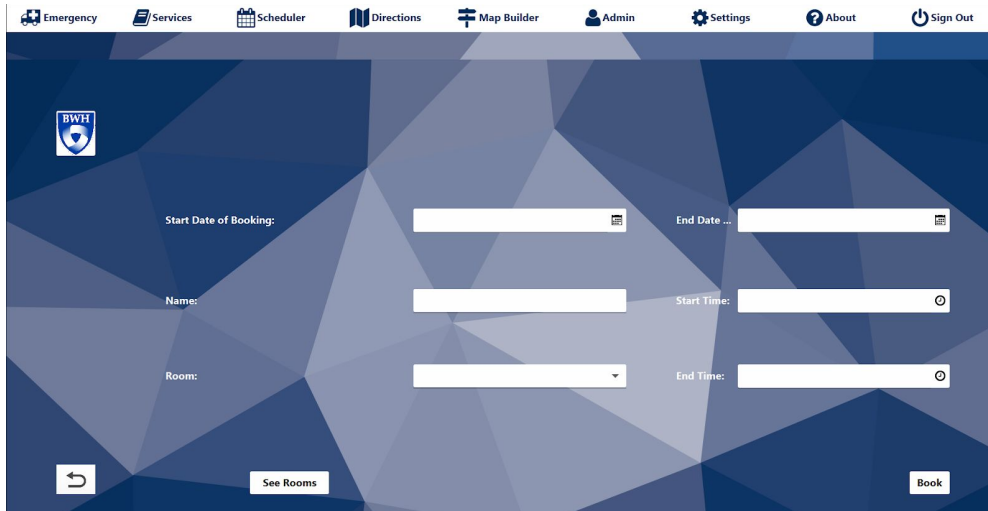 Emergency
Services
Scheduler
Directions
Map Builder
Admin
Settings
About
Sign Out
BWH
Start Date of Booking:
End Date ...
Name:
Start Time:
Room:
End Time:
See Rooms
Book